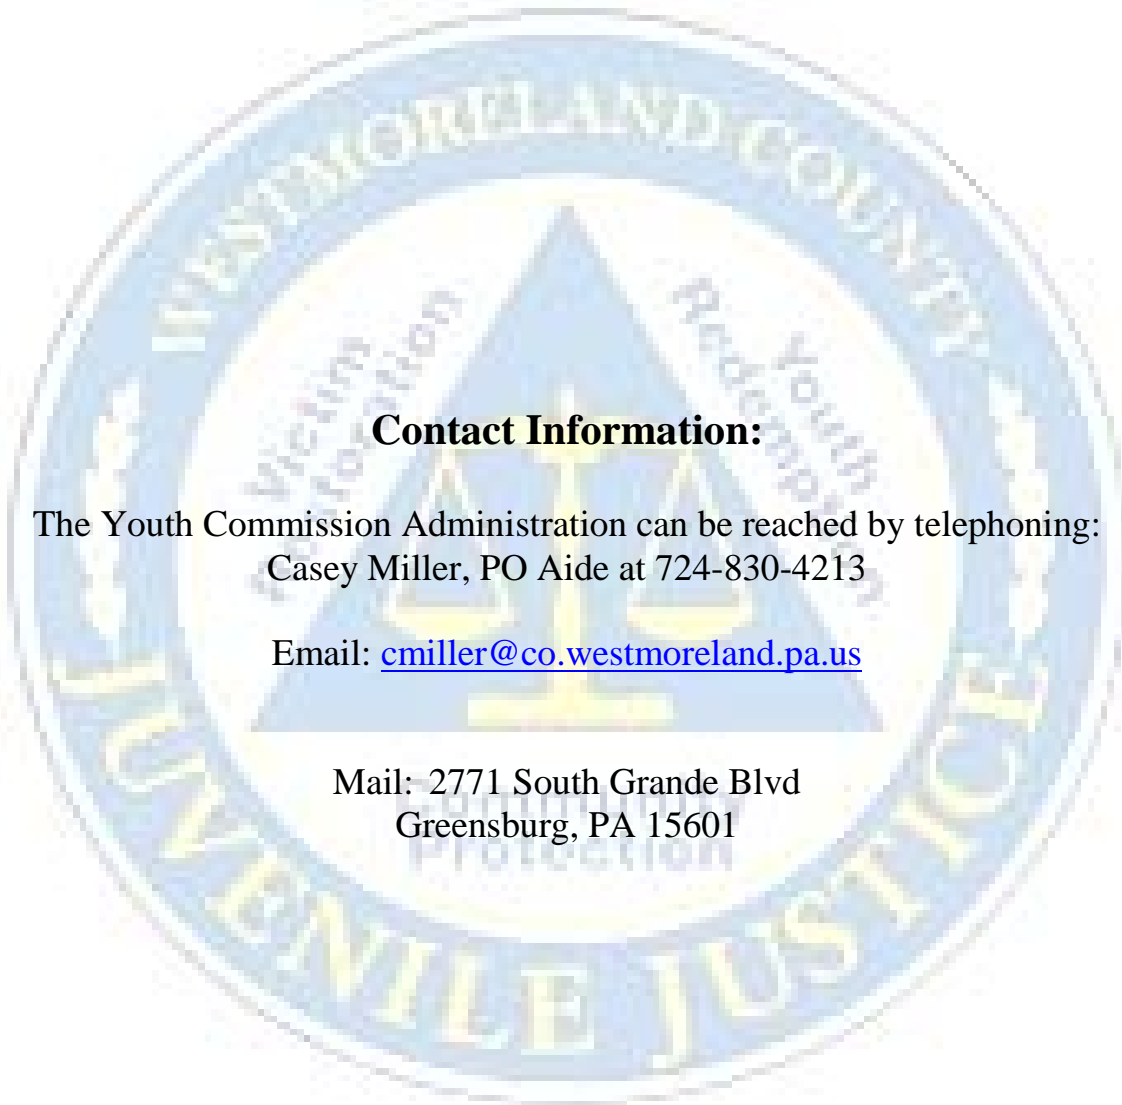 WESTMORELAND COUNTY
Victim
Restoration
Youth
Redemption
Contact Information:
The Youth Commission Administration can be reached by telephoning:
Casey Miller, PO Aide at 724-830-4213
Email: cmiller@co.westmoreland.pa.us
Mail: 2771 South Grande Blvd
Greensburg, PA 15601
Community
Protection
JUVENILE JUSTICE